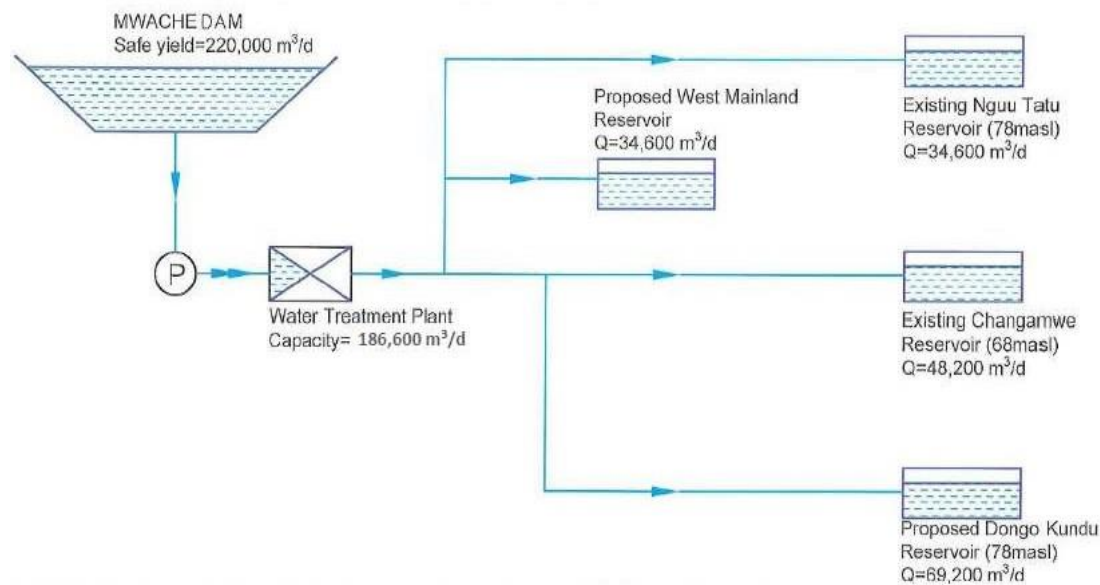 MWACHE DAM
Safe yield=220,000 m³/d
P
Water Treatment Plant
Capacity= 186,600 m³/d
Proposed West Mainland
Reservoir
Q=34,600 m³/d
Existing Nguu Tatu
Reservoir (78masl)
Q=34,600 m³/d
Existing Changamwe
Reservoir (68masl)
Q=48,200 m³/d
Proposed Dongo Kundu
Reservoir (78masl)
Q=69,200 m³/d